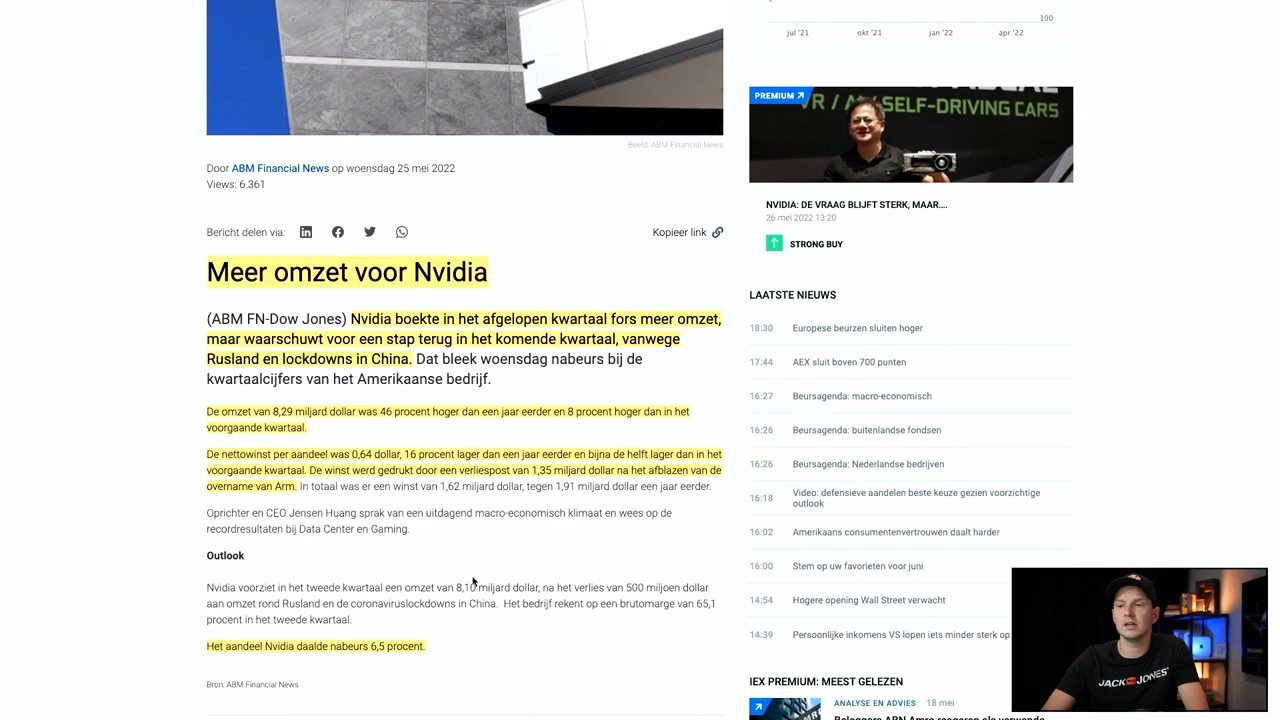 100
jul '21 okt '21 jan '22 apr '22
PREMIUM
VR / A SELF-DRIVING CARS
Beeld: ABM Financial News
Door ABM Financial News op woensdag 25 mei 2022
Views: 6.361
NVIDIA: DE VRAAG BLIJFT STERK, MAAR....
26 mei 2022 13:20
STRONG BUY
Bericht delen via:
Kopieer link
Meer omzet voor Nvidia
(ABM FN-Dow Jones) Nvidia boekte in het afgelopen kwartaal fors meer omzet,
maar waarschuwt voor een stap terug in het komende kwartaal, vanwege
Rusland en lockdowns in China. Dat bleek woensdag nabeurs bij de
kwartaalcijfers van het Amerikaanse bedrijf.
De omzet van 8,29 miljard dollar was 46 procent hoger dan een jaar eerder en 8 procent hoger dan in het
voorgaande kwartaal.
De nettowinst per aandeel was 0,64 dollar, 16 procent lager dan een jaar eerder en bijna de helft lager dan in het
voorgaande kwartaal. De winst werd gedrukt door een verliespost van 1,35 miljard dollar na het afblazen van de
overname van Arm. In totaal was er een winst van 1,62 miljard dollar, tegen 1,91 miljard dollar een jaar eerder.
Oprichter en CEO Jensen Huang sprak van een uitdagend macro-economisch klimaat en wees op de
recordresultaten bij Data Center en Gaming.
Outlook
Nvidia voorziet in het tweede kwartaal een omzet van 8,10 miljard dollar, na het verlies van 500 miljoen dollar
aan omzet rond Rusland en de coronaviruslockdowns in China. Het bedrijf rekent op een brutomarge van 65,1
procent in het tweede kwartaal.
Het aandeel Nvidia daalde nabeurs 6,5 procent.
Bron: ABM Financial News
LAATSTE NIEUWS
18:30 Europese beurzen sluiten hoger
17:44 AEX sluit boven 700 punten
16:27 Beursagenda: macro-economisch
16:26 Beursagenda: buitenlandse fondsen
16:26 Beursagenda: Nederlandse bedrijven
16:18 Video: defensieve aandelen beste keuze gezien voorzichtige
outlook
16:02 Amerikaans consumentenvertrouwen daalt harder
16:00 Stem op uw favorieten voor juni
14:54 Hogere opening Wall Street verwacht
14:39 Persoonlijke inkomens VS lopen iets minder sterk op
IEX PREMIUM: MEEST GELEZEN
ANALYSE EN ADVIES 18 mei
Beleggers ABN Amro reageren als verwende
JACK JONES